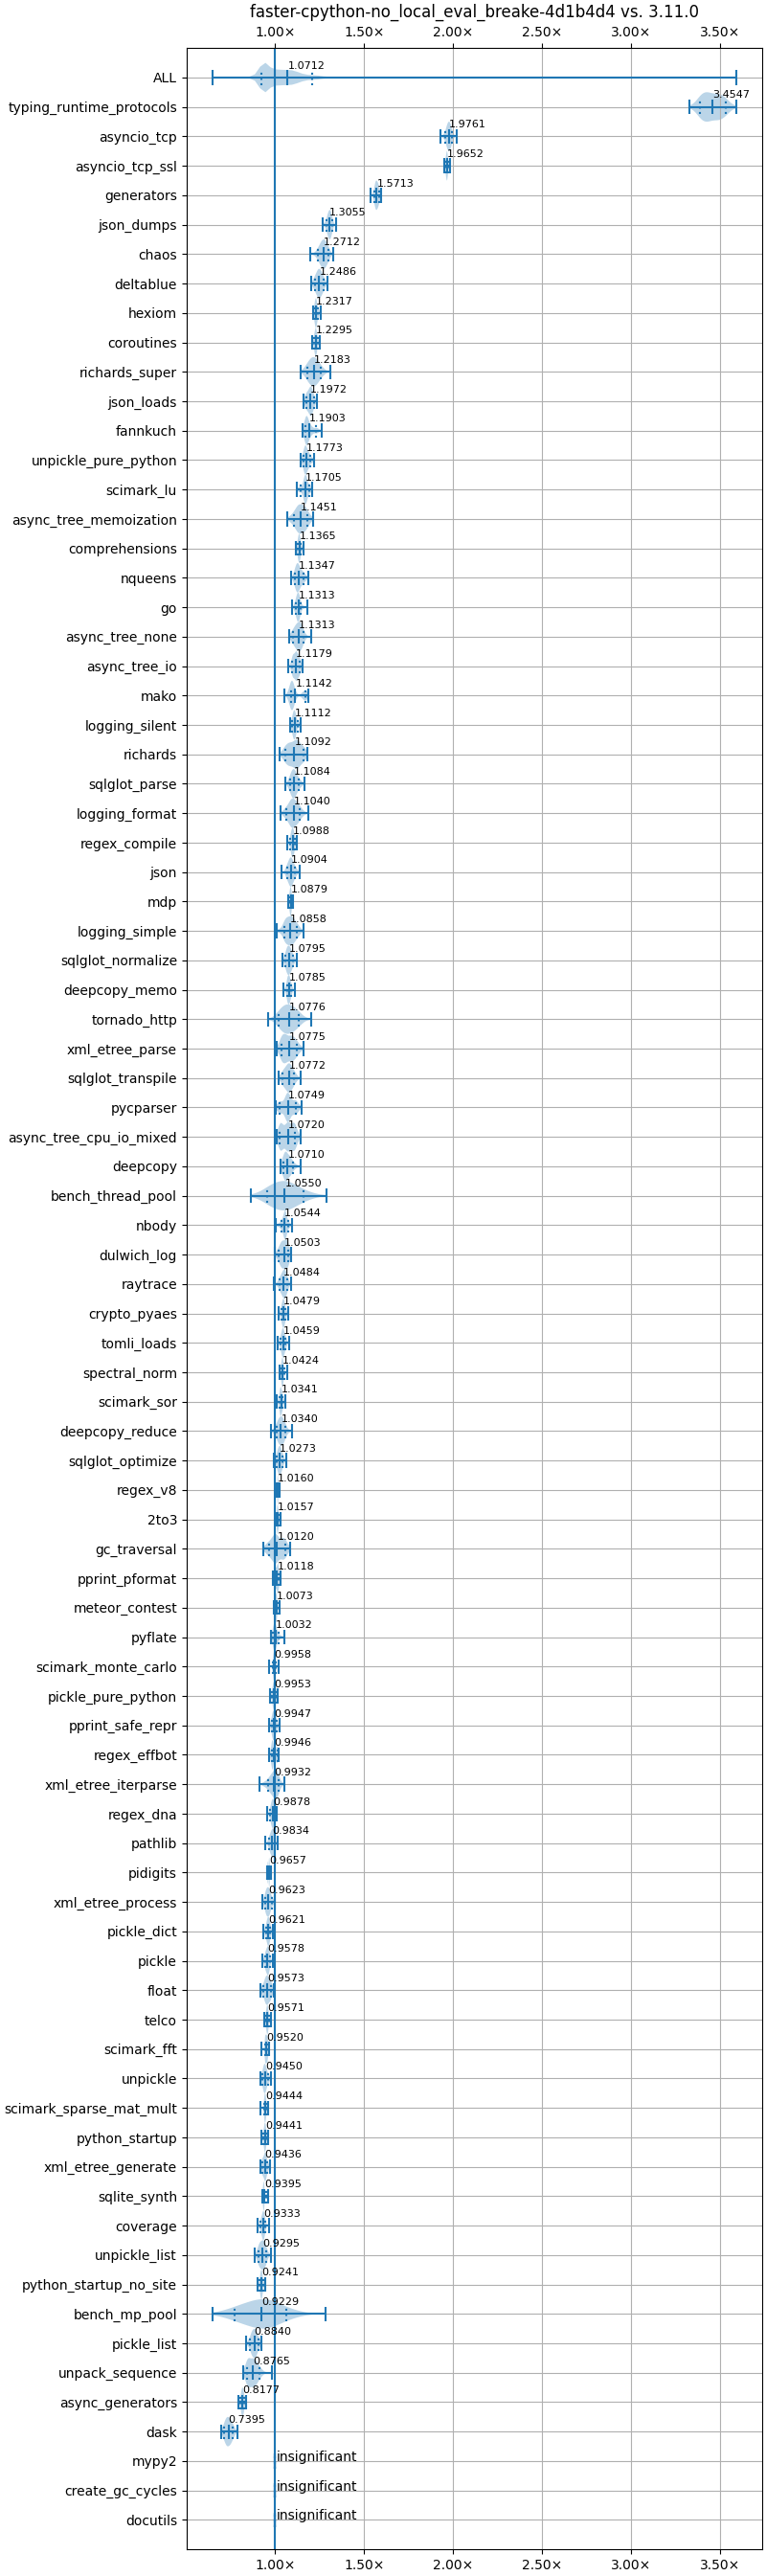 faster-cpython-no_local_eval_breake-4d1b4d4 vs. 3.11.0
1.00× 1.50× 2.00× 2.50× 3.00× 3.50×
ALL 1.0712
typing_runtime_protocols 3.4547
asyncio_tcp 1.9761
asyncio_tcp_ssl 1.9652
generators 1.5713
json_dumps 1.3055
chaos 1.2712
deltablue 1.2486
hexiom 1.2317
coroutines 1.2295
richards_super 1.2183
json_loads 1.1972
fannkuch 1.1903
unpickle_pure_python 1.1773
scimark_lu 1.1705
async_tree_memoization 1.1451
comprehensions 1.1365
nqueens 1.1347
go 1.1313
async_tree_none 1.1313
async_tree_io 1.1179
mako 1.1142
logging_silent 1.1112
richards 1.1092
sqlglot_parse 1.1084
logging_format 1.1040
regex_compile 1.0988
json 1.0904
mdp 1.0879
logging_simple 1.0858
sqlglot_normalize 1.0795
deepcopy_memo 1.0785
tornado_http 1.0776
xml_etree_parse 1.0775
sqlglot_transpile 1.0772
pycparser 1.0749
async_tree_cpu_io_mixed 1.0720
deepcopy 1.0710
bench_thread_pool 1.0550
nbody 1.0544
dulwich_log 1.0503
raytrace 1.0484
crypto_pyaes 1.0479
tomli_loads 1.0459
spectral_norm 1.0424
scimark_sor 1.0341
deepcopy_reduce 1.0340
sqlglot_optimize 1.0273
regex_v8 1.0160
2to3 1.0157
gc_traversal 1.0120
pprint_pformat 1.0118
meteor_contest 1.0073
pyflate 1.0032
scimark_monte_carlo 0.9958
pickle_pure_python 0.9953
pprint_safe_repr 0.9947
regex_effbot 0.9946
xml_etree_iterparse 0.9932
regex_dna 0.9878
pathlib 0.9834
pidigits 0.9657
xml_etree_process 0.9623
pickle_dict 0.9621
pickle 0.9578
float 0.9573
telco 0.9571
scimark_fft 0.9520
unpickle 0.9450
scimark_sparse_mat_mult 0.9444
python_startup 0.9441
xml_etree_generate 0.9436
sqlite_synth 0.9395
coverage 0.9333
unpickle_list 0.9295
python_startup_no_site 0.9241
bench_mp_pool 0.9229
pickle_list 0.8840
unpack_sequence 0.8765
async_generators 0.8177
dask 0.7395
mypy2 insignificant
create_gc_cycles insignificant
docutils insignificant
1.00× 1.50× 2.00× 2.50× 3.00× 3.50×